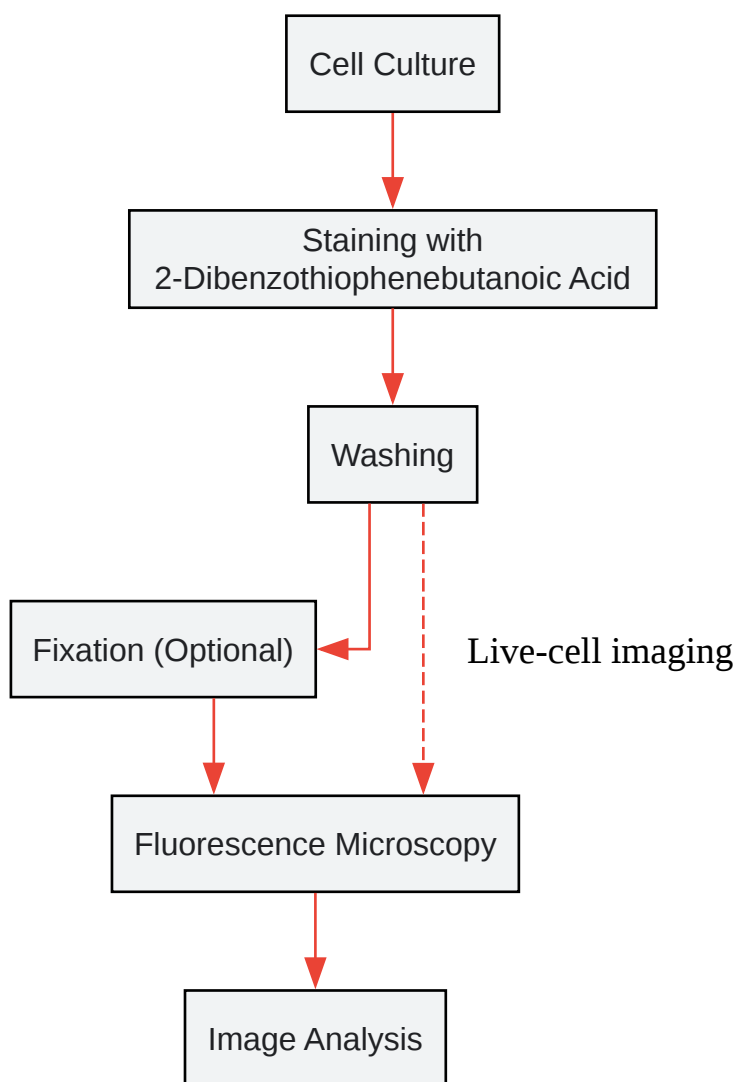 Cell Culture
Staining with
2-Dibenzothiophenebutanoic Acid
Washing
Fixation (Optional)
Live-cell imaging
Fluorescence Microscopy
Image Analysis